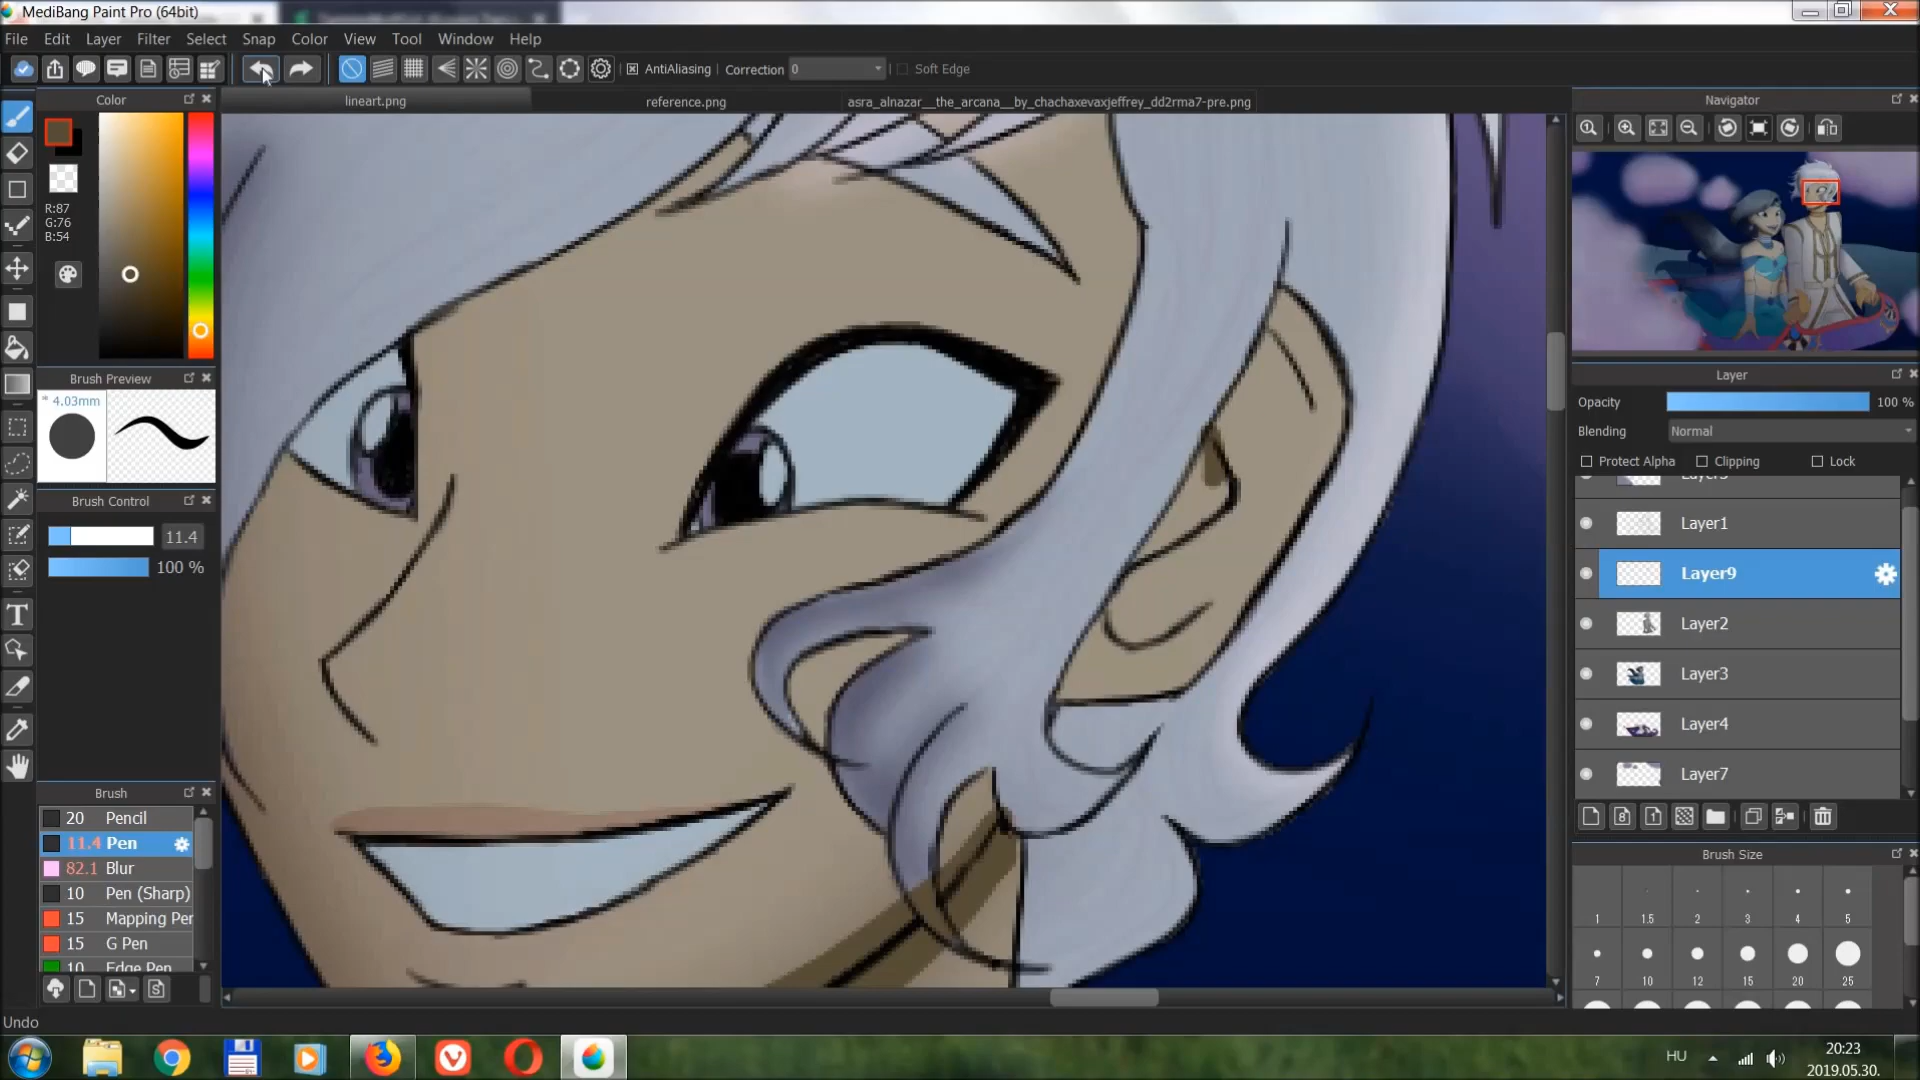 MediBang Paint Pro (64bit)
File Edit Layer Filter Select Snap Color View Tool Window Help
AntiAliasing Correction 0 Soft Edge
Color
lineart.png
reference.png
asra_alnazar__the_arcana__by_chachaxevaxjeffrey_dd2rma7-pre.png
Navigator
R:87
G:76
B:54
Brush Preview
* 4.03mm
Brush Control
11.4
100 %
Layer
Opacity 100 %
Blending Normal
Protect Alpha Clipping Lock
Layer1
Layer9
Layer2
Layer3
Layer4
Layer7
Brush
20 Pencil
11.4 Pen
82.1 Blur
10 Pen (Sharp)
15 Mapping Pen
15 G Pen
10 Edge Pen
Brush Size
1 1.5 2 3 4 5
7 10 12 15 20 25
Undo
HU
20:23
2019.05.30.